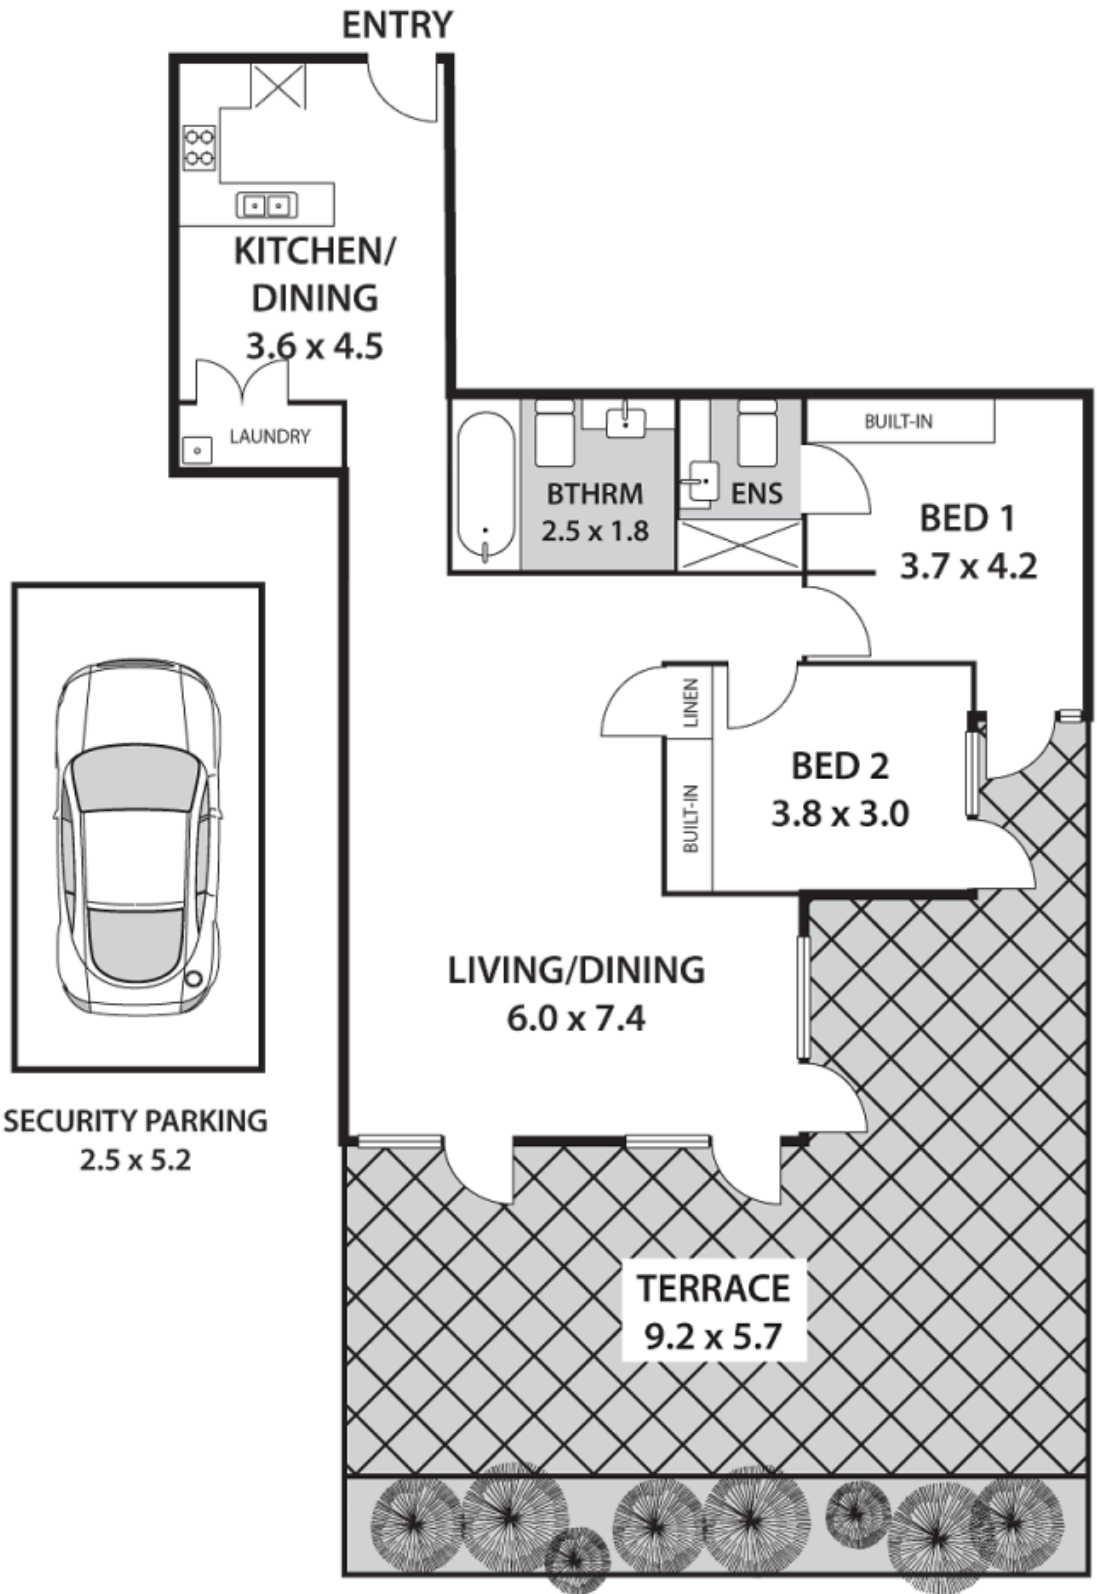 ENTRY
KITCHEN/
DINING
3.6 x 4.5
LAUNDRY
BTHRM
2.5 x 1.8
ENS
BUILT-IN
BED 1
3.7 x 4.2
LINEN
BUILT-IN
BED 2
3.8 x 3.0
LIVING/DINING
6.0 x 7.4
SECURITY PARKING
2.5 x 5.2
TERRACE
9.2 x 5.7